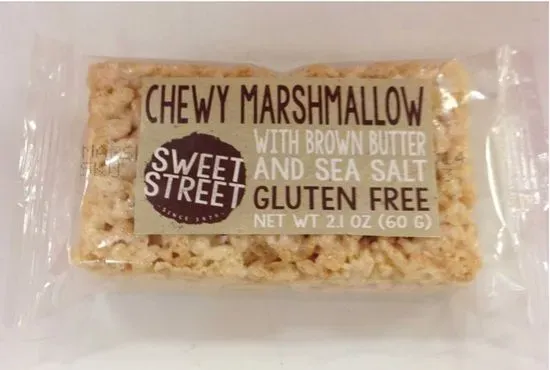 CHEWY MARSHMALLOW
WITH BROWN BUTTER
AND SEA SALT
SWEET
STREET
GLUTEN FREE
NET WT 2.1 OZ (60 G)